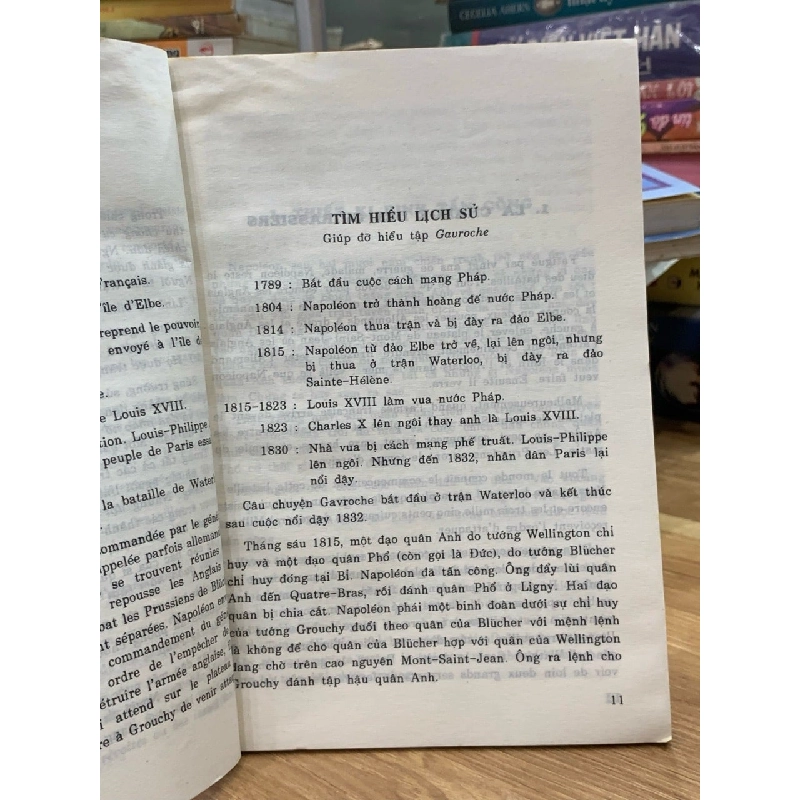 Français.
l'île d'Elbe.
reprend le pouvoir
envoyé à l'île d
Louis XVIII.
Louis-Philippe
peuple de Paris
la bataille de
commandée par le
appelée parfois
se trouvent réunies
repousse les Anglais
les Prussiens de
séparées. Napoléon
commandement du
ordre de l'empêcher
l'armée anglaise,
attend sur le plateau
à Grouchy de venir
TÌM HIỂU LỊCH SỬ
Giúp đỡ hiểu tập Gavroche
1789 : Bắt đầu cuộc cách mạng Pháp.
1804 : Napoléon trở thành hoàng đế nước Pháp.
1814 : Napoléon thua trận và bị đày ra đảo Elbe.
1815 : Napoléon từ đảo Elbe trở về, lại lên ngôi, nhưng
bị thua ở trận Waterloo, bị đày ra đảo
Sainte-Hélène.
1815-1823 : Louis XVIII làm vua nước Pháp.
1823 : Charles X lên ngôi thay anh là Louis XVIII.
1830 : Nhà vua bị cách mạng phế truất. Louis-Philippe
lên ngôi. Nhưng đến 1832, nhân dân Paris lại
nổi dậy.
Câu chuyện Gavroche bắt đầu ở trận Waterloo và kết thúc
sau cuộc nổi dậy 1832.
Tháng sáu 1815, một đạo quân Anh do tướng Wellington chỉ
huy và một đạo quân Phổ (còn gọi là Đức), do tướng Blücher
chỉ huy đóng tại Bỉ. Napoléon đã tấn công. Ông đẩy lùi quân
Anh đến Quatre-Bras, rồi đánh quân Phổ ở Ligny. Hai đạo
quân bị chia cắt. Napoléon phái một binh đoàn dưới sự chỉ huy
của tướng Grouchy đuổi theo quân của Blücher với mệnh lệnh
là không để cho quân của Blücher hợp với quân của Wellington
đang chờ trên cao nguyên Mont-Saint-Jean. Ông ra lệnh cho
Grouchy đánh tập hậu quân Anh.
11